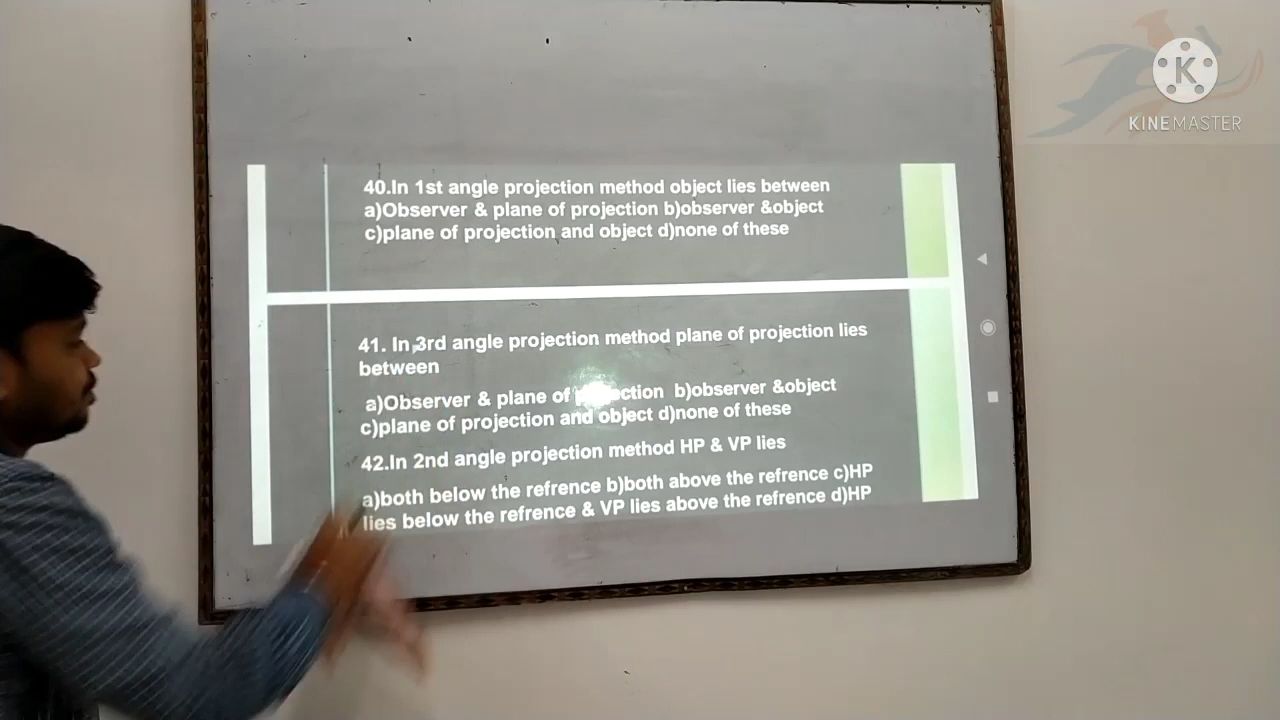 KINEMASTER
40.In 1st angle projection method object lies between
a)Observer & plane of projection b)observer &object
c)plane of projection and object d)none of these
41. In 3rd angle projection method plane of projection lies
between
a)Observer & plane of projection b)observer &object
c)plane of projection and object d)none of these
42.In 2nd angle projection method HP & VP lies
a)both below the refrence b)both above the refrence c)HP
lies below the refrence & VP lies above the refrence d)HP